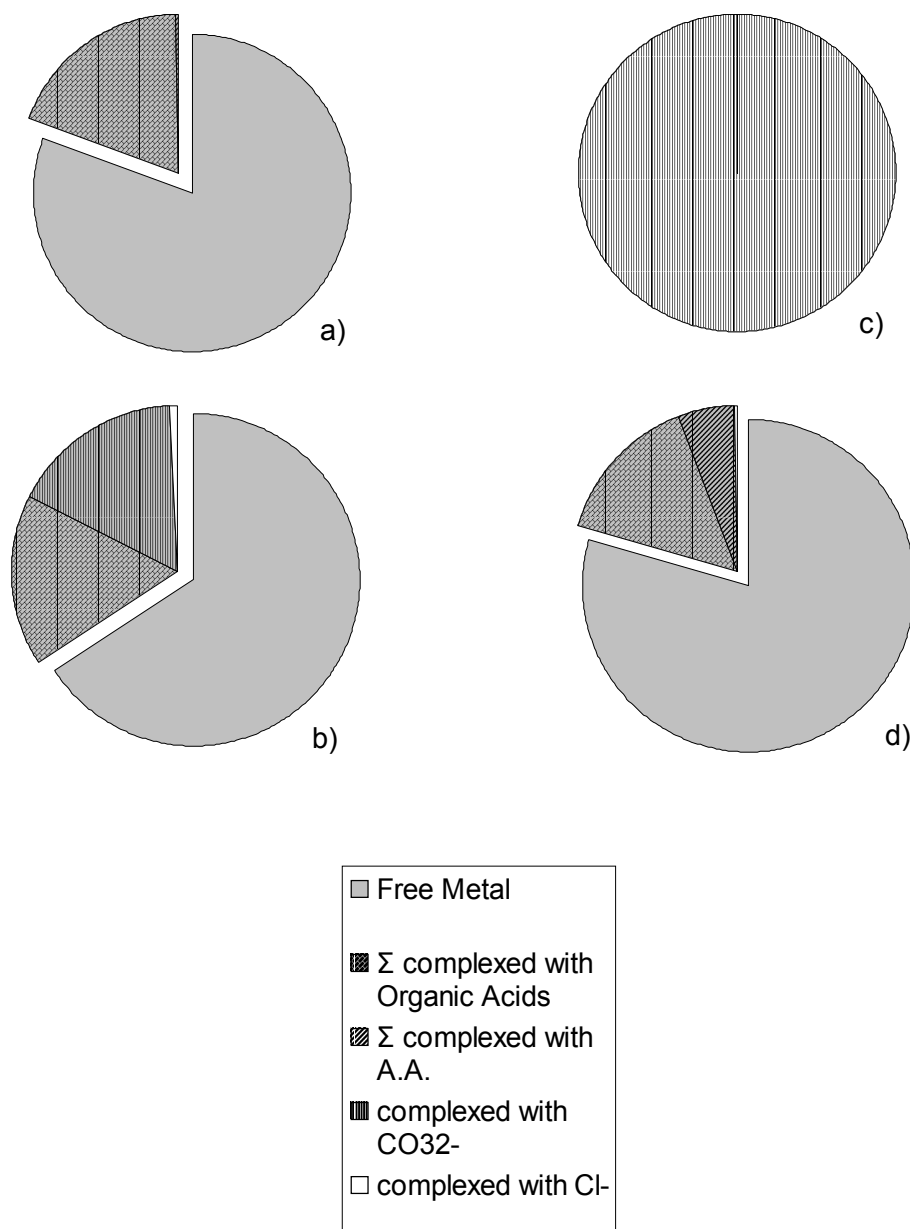 a)
c)
b)
d)
Free Metal
Σ complexed with
Organic Acids
Σ complexed with
A.A.
complexed with
CO32-
complexed with Cl-